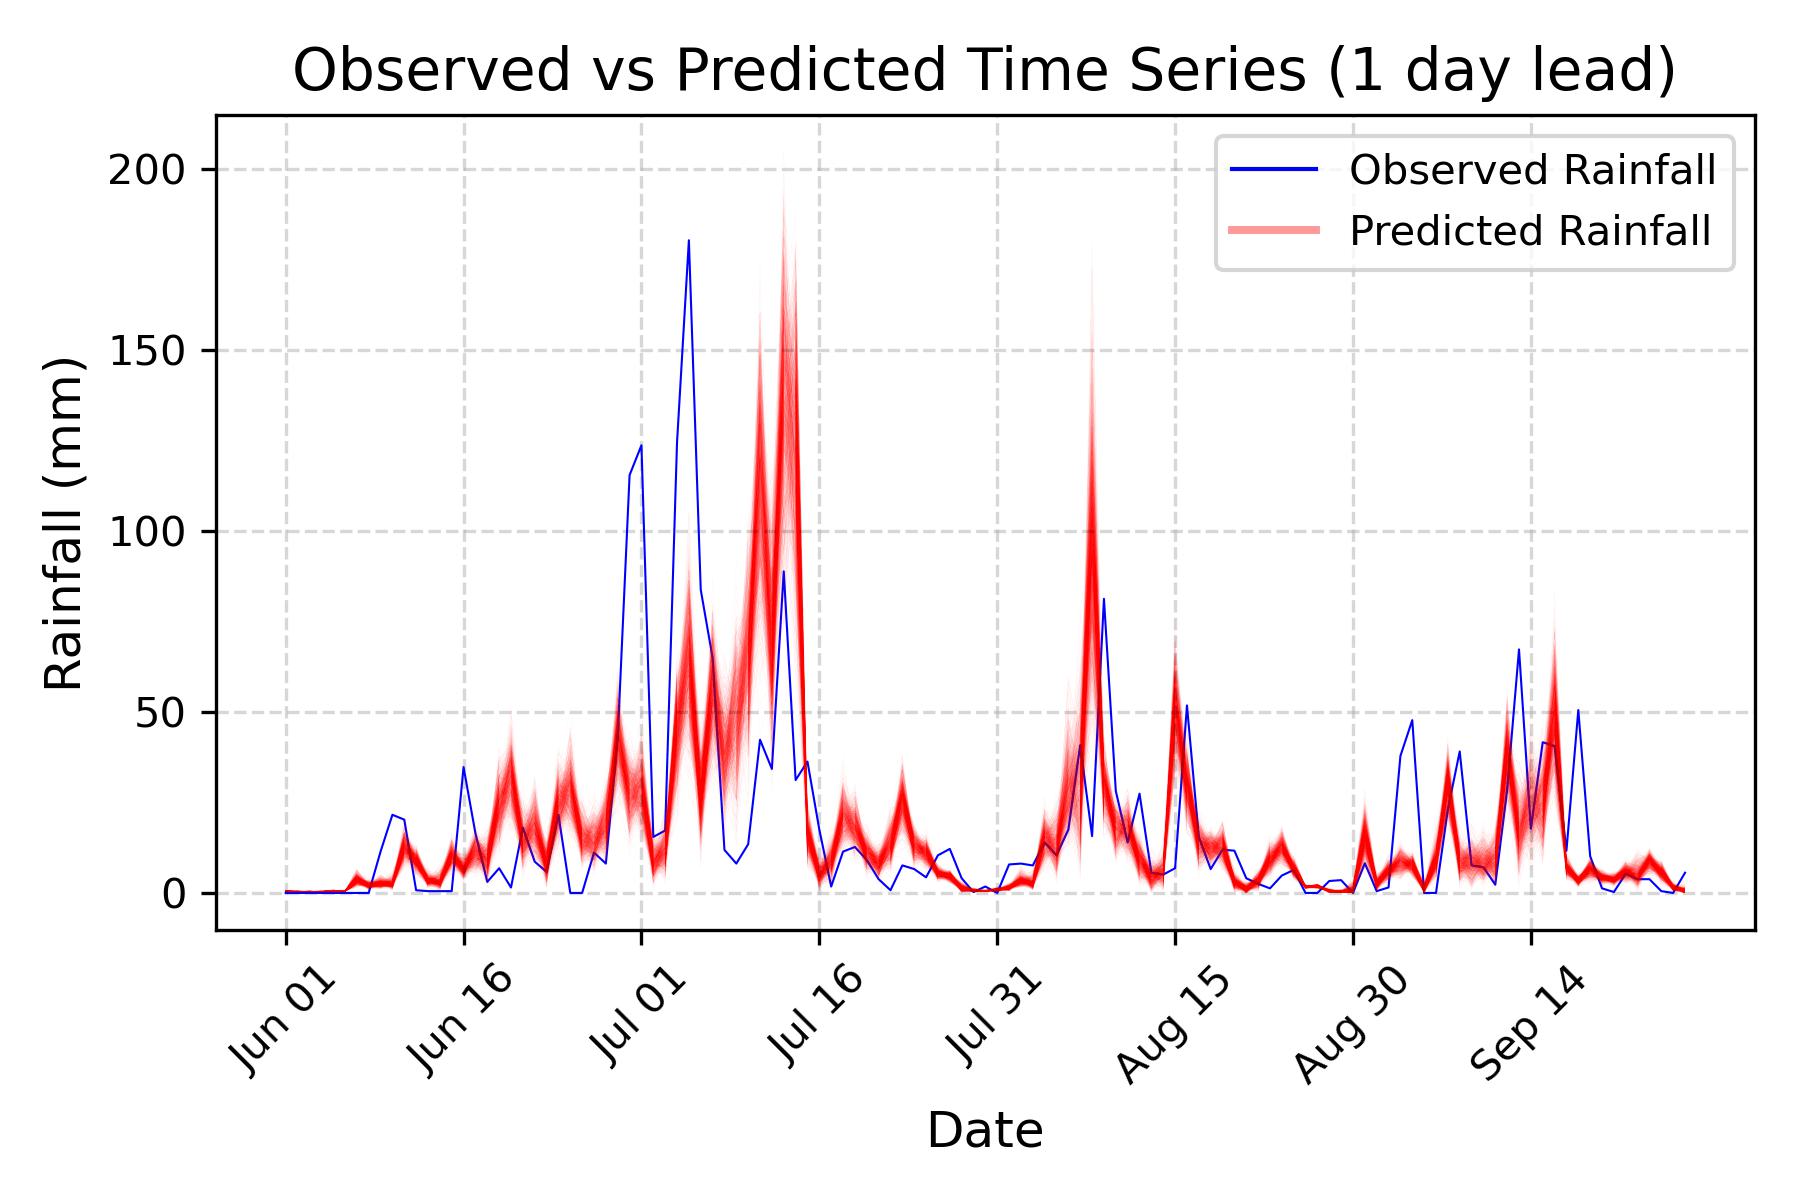 Observed vs Predicted Time Series (1 day lead)
Observed Rainfall
Predicted Rainfall
Rainfall (mm)
200
150
100
50
0
Jun 01
Jun 16
Jul 01
Jul 16
Jul 31
Aug 15
Aug 30
Sep 14
Date